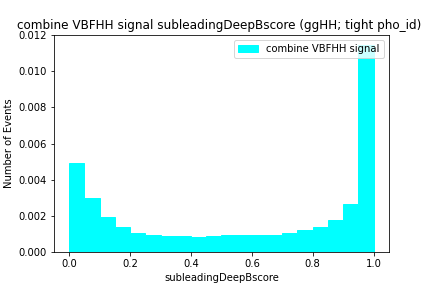 combine VBFHH signal subleadingDeepBscore (ggHH; tight pho_id)
combine VBFHH signal
0.012
0.010
0.008
0.006
0.004
0.002
0.000
Number of Events
0.0 0.2 0.4 0.6 0.8 1.0
subleadingDeepBscore